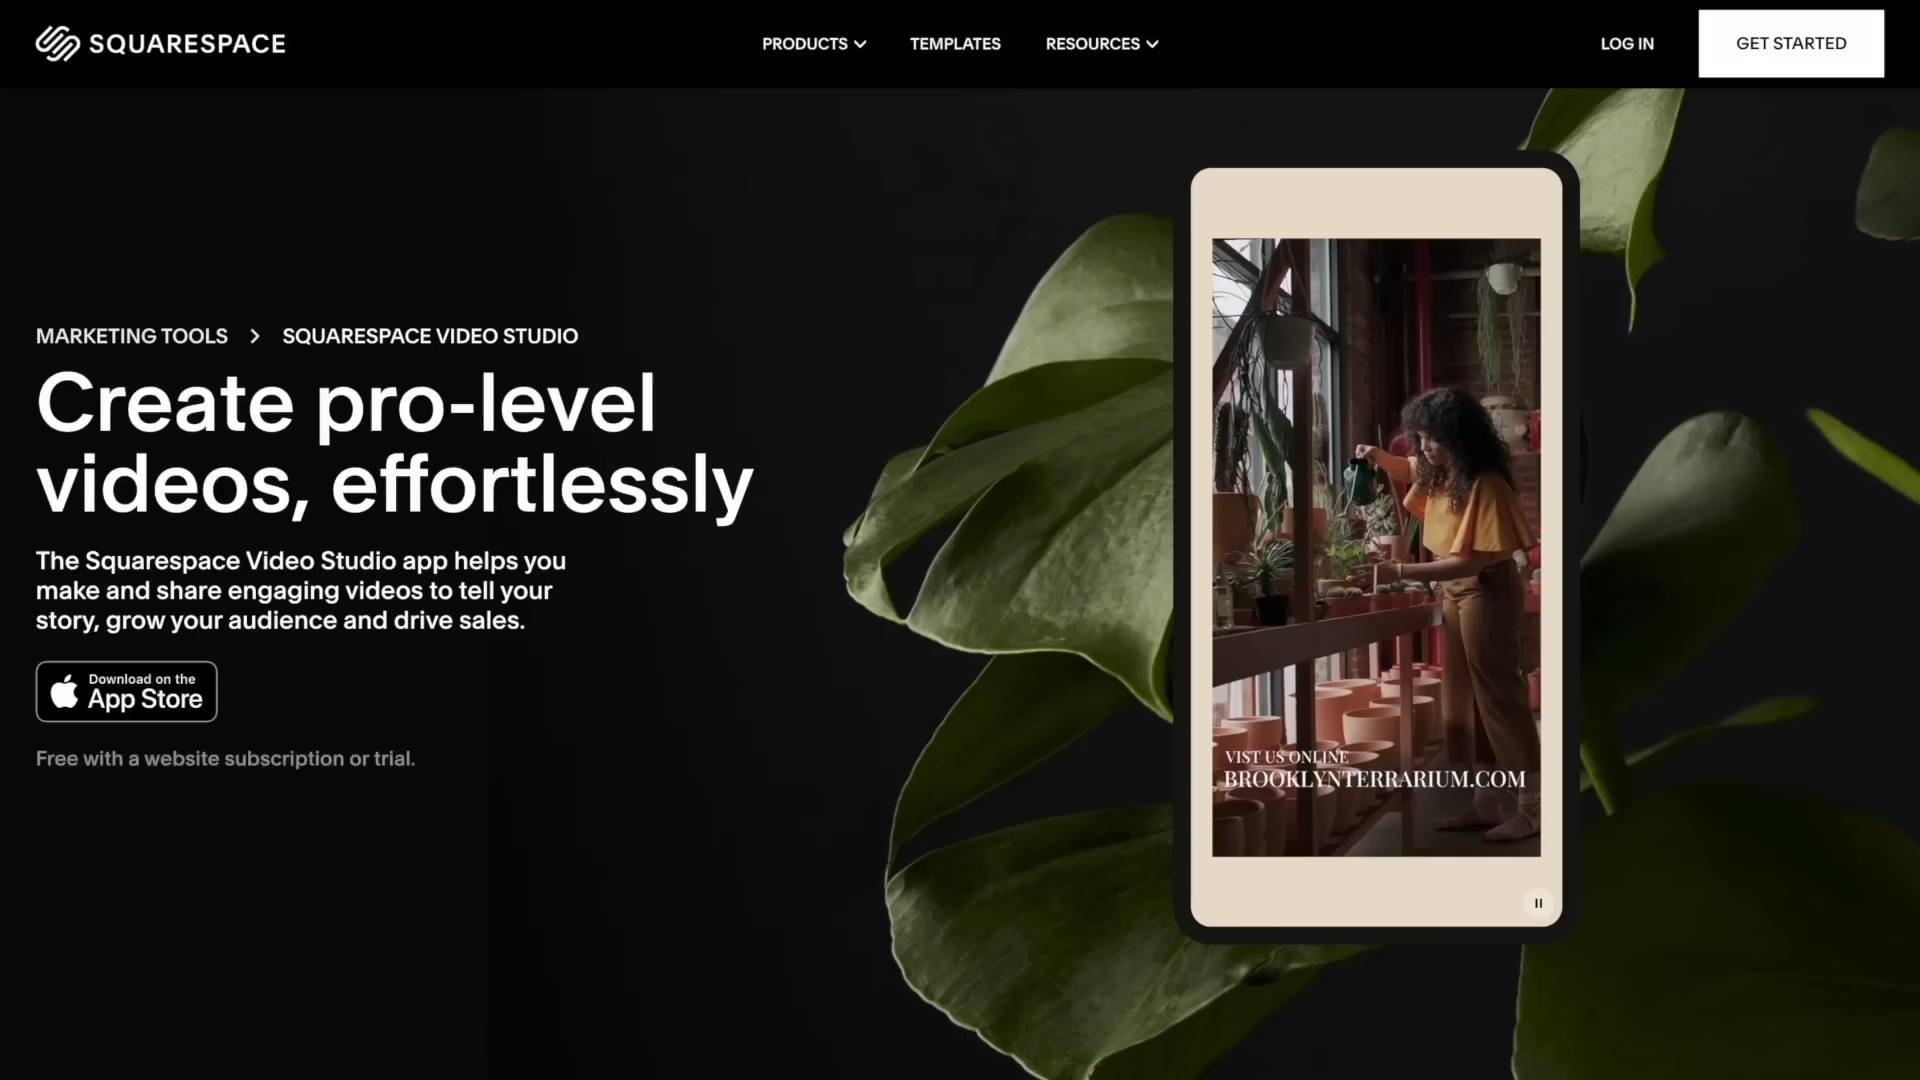 SQUARESPACE
PRODUCTS
TEMPLATES
RESOURCES
LOG IN
GET STARTED
MARKETING TOOLS > SQUARESPACE VIDEO STUDIO
Create pro-level
videos, effortlessly
The Squarespace Video Studio app helps you
make and share engaging videos to tell your
story, grow your audience and drive sales.
Download on the
App Store
Free with a website subscription or trial.
VIST US ONLINE
BROOKLYNTERRARIUM.COM